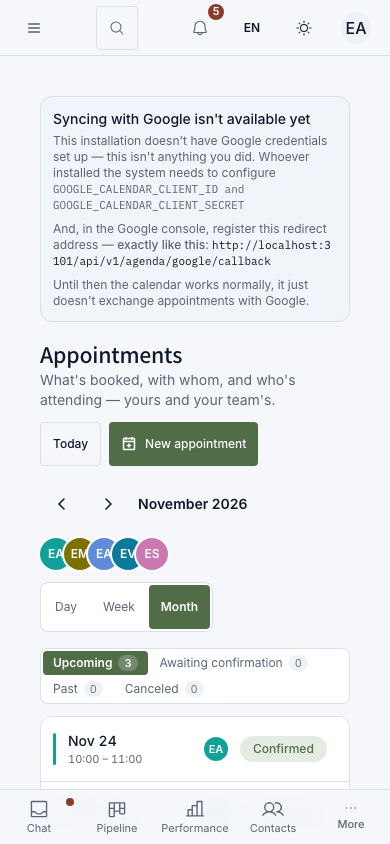 5
EN
EA
Syncing with Google isn't available yet
This installation doesn't have Google credentials
set up — this isn't anything you did. Whoever
installed the system needs to configure
GOOGLE_CALENDAR_CLIENT_ID and
GOOGLE_CALENDAR_CLIENT_SECRET
And, in the Google console, register this redirect
address — exactly like this: http://localhost:3
101/api/v1/agenda/google/callback
Until then the calendar works normally, it just
doesn't exchange appointments with Google.
Appointments
What's booked, with whom, and who's
attending — yours and your team's.
Today
New appointment
November 2026
EA EM EA EV ES
Day Week Month
Upcoming 3 Awaiting confirmation 0
Past 0 Canceled 0
Nov 24
10:00 – 11:00
EA
Confirmed
Chat Pipeline Performance Contacts More